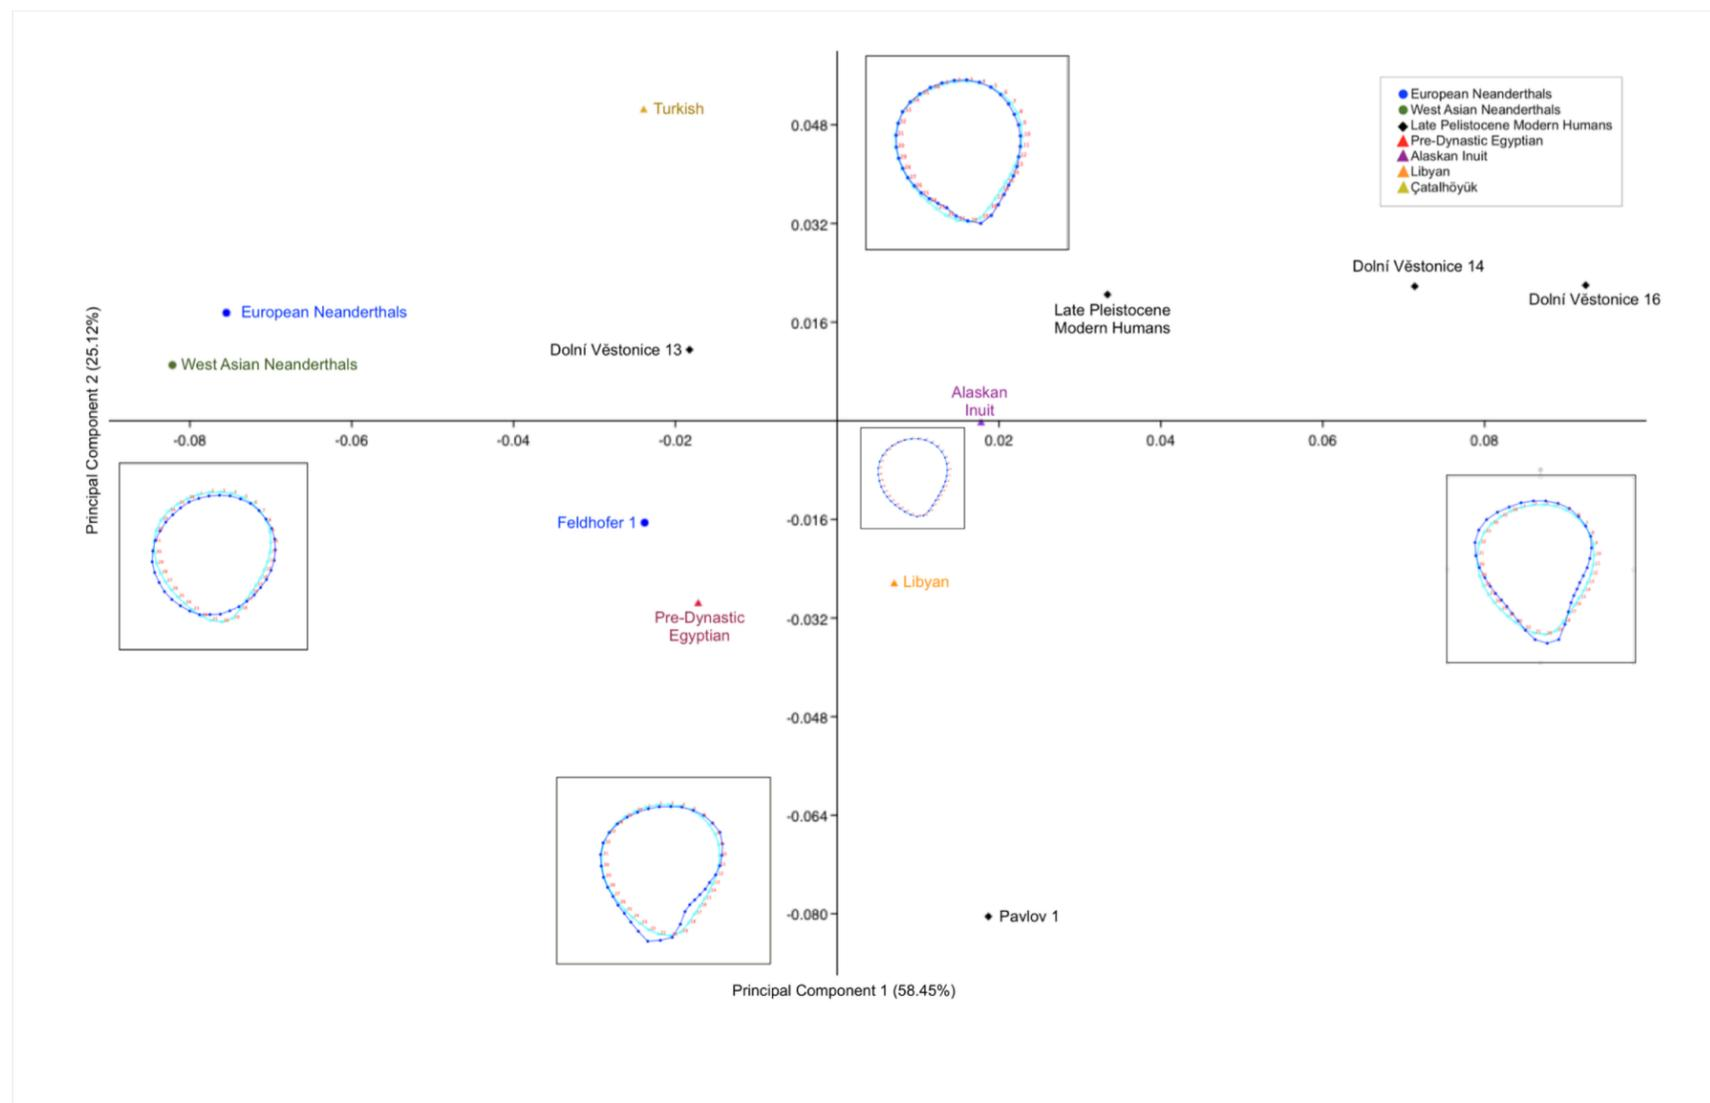 European Neanderthals
West Asian Neanderthals
Late Pelistocene Modern Humans
Pre-Dynastic Egyptian
Alaskan Inuit
Libyan
Çatalhöyük
Turkish
0.048
0.032
0.016
-0.016
-0.032
-0.048
-0.064
-0.080
Dolní Věstonice 14
Dolní Věstonice 16
Late Pleistocene
Modern Humans
European Neanderthals
Dolní Věstonice 13
West Asian Neanderthals
Alaskan
Inuit
-0.08
-0.06
-0.04
-0.02
0.02
0.04
0.06
0.08
Feldhofer 1
Libyan
Pre-Dynastic
Egyptian
Pavlov 1
Principal Component 2 (25.12%)
Principal Component 1 (58.45%)